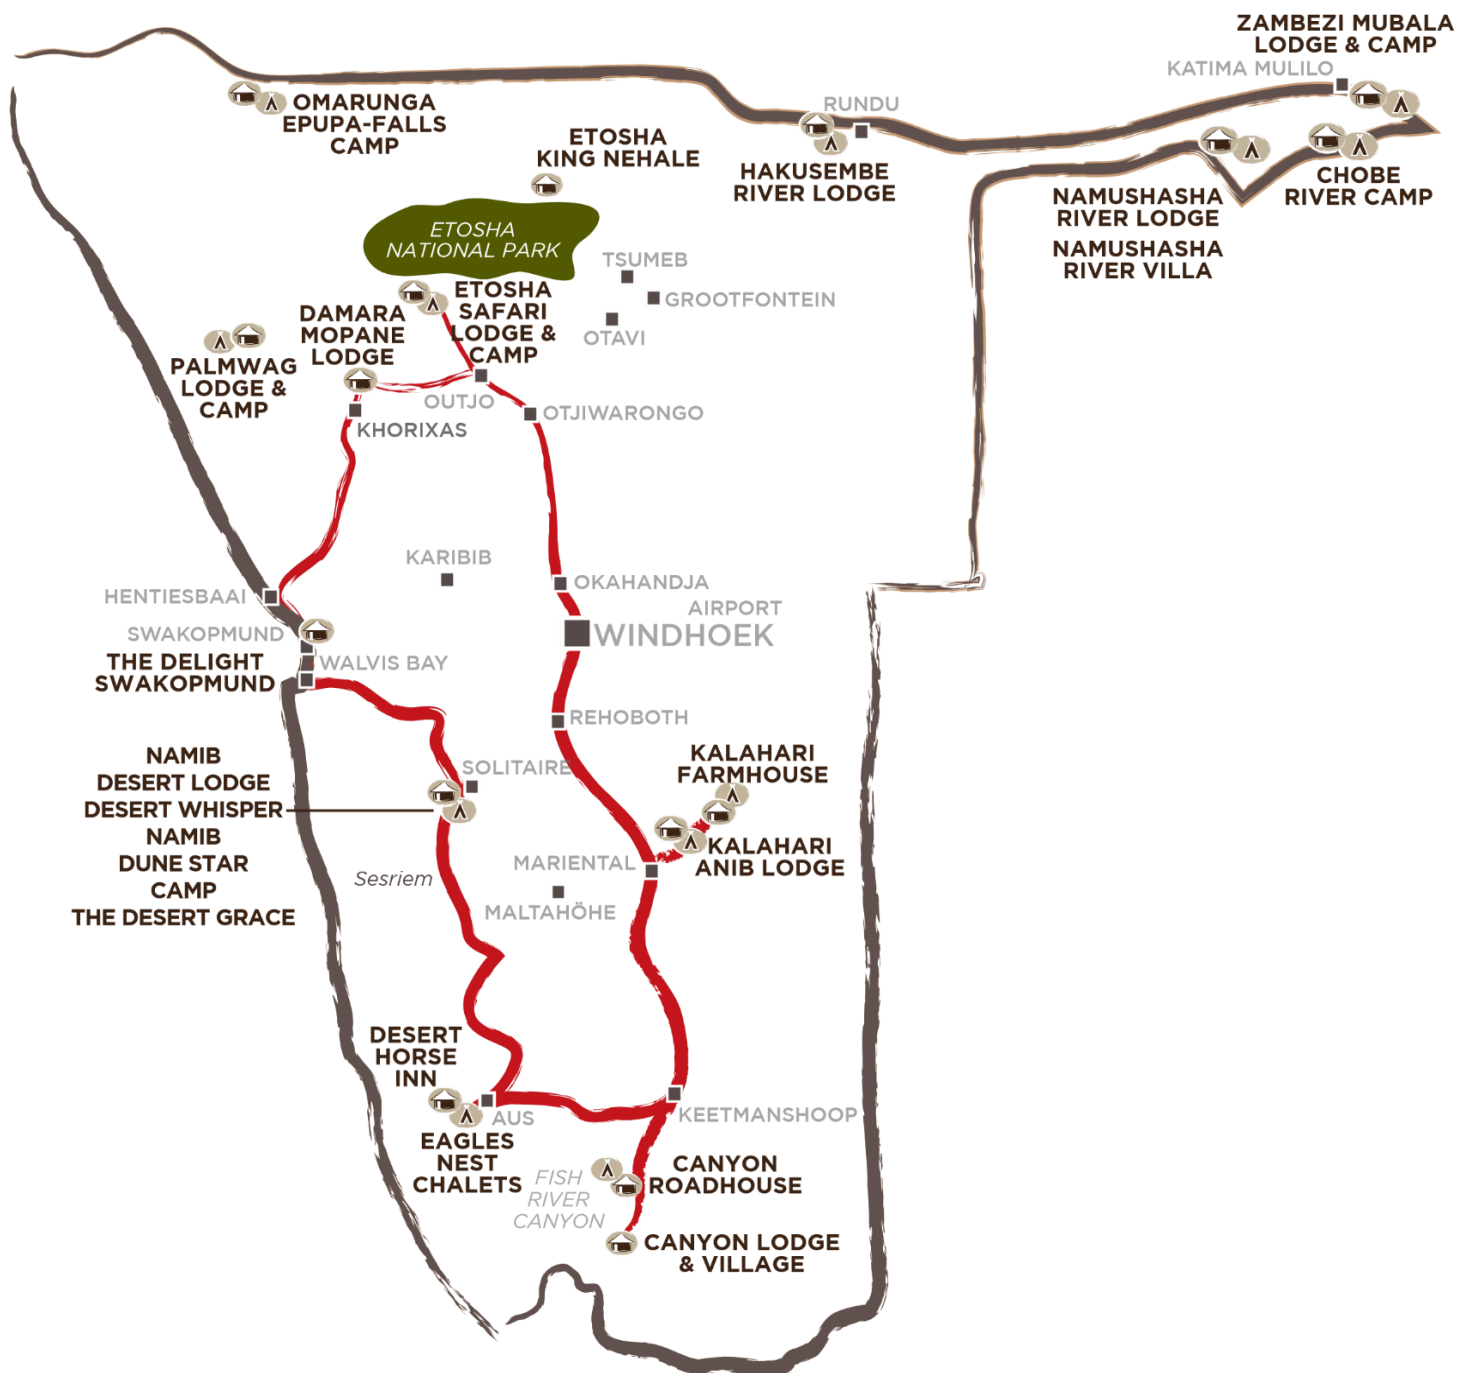 ZAMBEZI MUBALA
LODGE & CAMP
KATIMA MULILO
OMARUNGA
EPUPA-FALLS
CAMP
RUNDU
ETOSHA
KING NEHALE
HAKUSEMBE
RIVER LODGE
CHOBE
RIVER CAMP
NAMUSHASHA
RIVER LODGE
NAMUSHASHA
RIVER VILLA
ETOSHA
NATIONAL PARK
TSUMEB
GROOTFONTEIN
OTAVI
ETOSHA
SAFARI
LODGE &
CAMP
DAMARA
MOPANE
LODGE
PALMWAG
LODGE &
CAMP
OUTJO
OTJIWARONGO
KHORIXAS
KARIBIB
OKAHANDJA
HENTIESBAAI
AIRPORT
WINDHOEK
SWAKOPMUND
WALVIS BAY
THE DELIGHT
SWAKOPMUND
REHOBOTH
NAMIB
DESERT LODGE
DESERT WHISPER
NAMIB
DUNE STAR
CAMP
THE DESERT GRACE
SOLITAIRE
KALAHARI
FARMHOUSE
KALAHARI
ANIB LODGE
MARIENTAL
Sesriem
MALTAHÖHE
DESERT
HORSE
INN
AUS
KEETMANSHOOP
EAGLES
NEST
CHALETS
FISH
RIVER
CANYON
CANYON
ROADHOUSE
CANYON LODGE
& VILLAGE